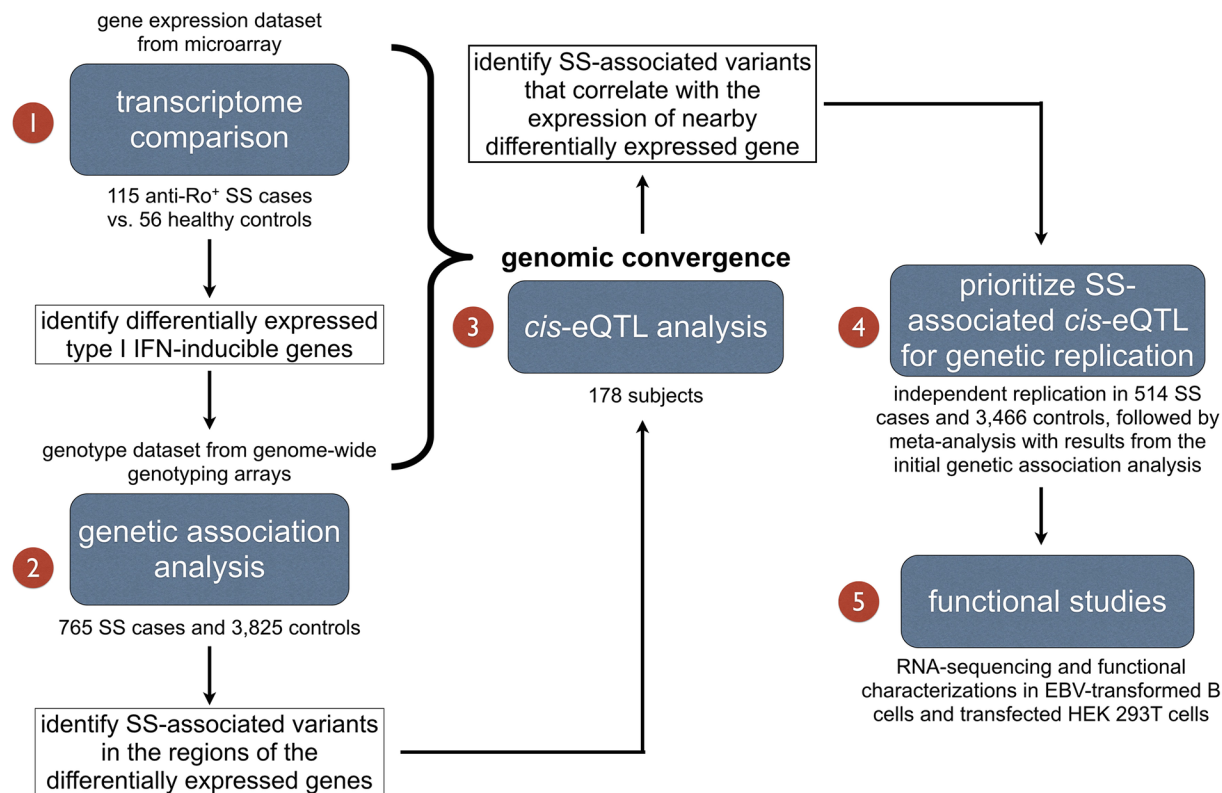 gene expression dataset
from microarray
1
transcriptome
comparison
115 anti-Ro⁺ SS cases
vs. 56 healthy controls
identify differentially expressed
type I IFN-inducible genes
genotype dataset from genome-wide
genotyping arrays
2
genetic association
analysis
765 SS cases and 3,825 controls
identify SS-associated variants
in the regions of the
differentially expressed genes
identify SS-associated variants
that correlate with the
expression of nearby
differentially expressed gene
genomic convergence
3
cis-eQTL analysis
178 subjects
4
prioritize SS-
associated cis-eQTL
for genetic replication
independent replication in 514 SS
cases and 3,466 controls, followed by
meta-analysis with results from the
initial genetic association analysis
5
functional studies
RNA-sequencing and functional
characterizations in EBV-transformed B
cells and transfected HEK 293T cells